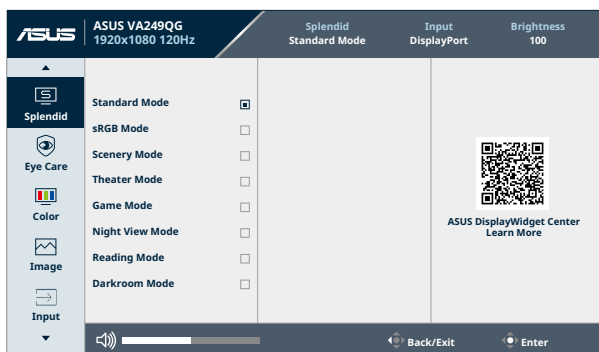 ASUS
ASUS VA249QG
1920x1080 120Hz
Splendid
Standard Mode
Input
DisplayPort
Brightness
100
Splendid
Eye Care
Color
Image
Input
Standard Mode
sRGB Mode
Scenery Mode
Theater Mode
Game Mode
Night View Mode
Reading Mode
Darkroom Mode
ASUS DisplayWidget Center
Learn More
Back/Exit
Enter